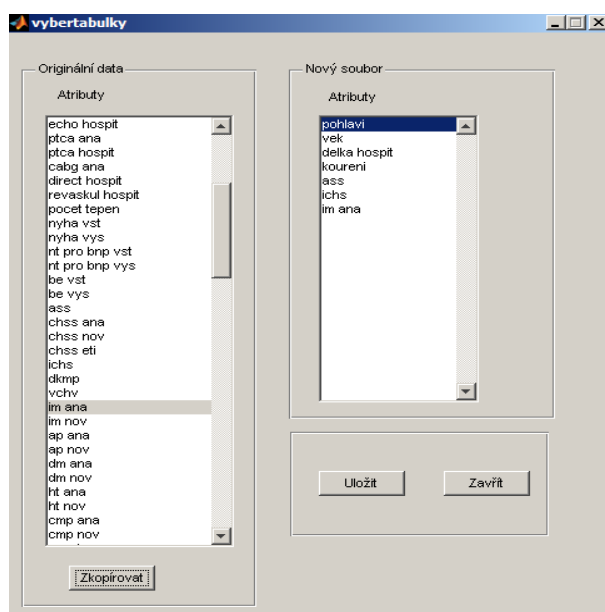 vybertabulky
Originální data
Atributy
echo hospit
ptca ana
ptca hospit
cabg ana
direct hospit
revaskul hospit
pocet tepen
nyha vst
nyha vys
nt pro bnp vst
nt pro bnp vys
be vst
be vys
ass
chss ana
chss nov
chss eti
ichs
dkmp
vchv
im ana
im nov
ap ana
ap nov
dm ana
dm nov
ht ana
ht nov
cmp ana
cmp nov
Zkopírovat
Nový soubor
Atributy
pohlavi
vek
delka hospit
koureni
ass
ichs
im ana
Uložit
Zavřít